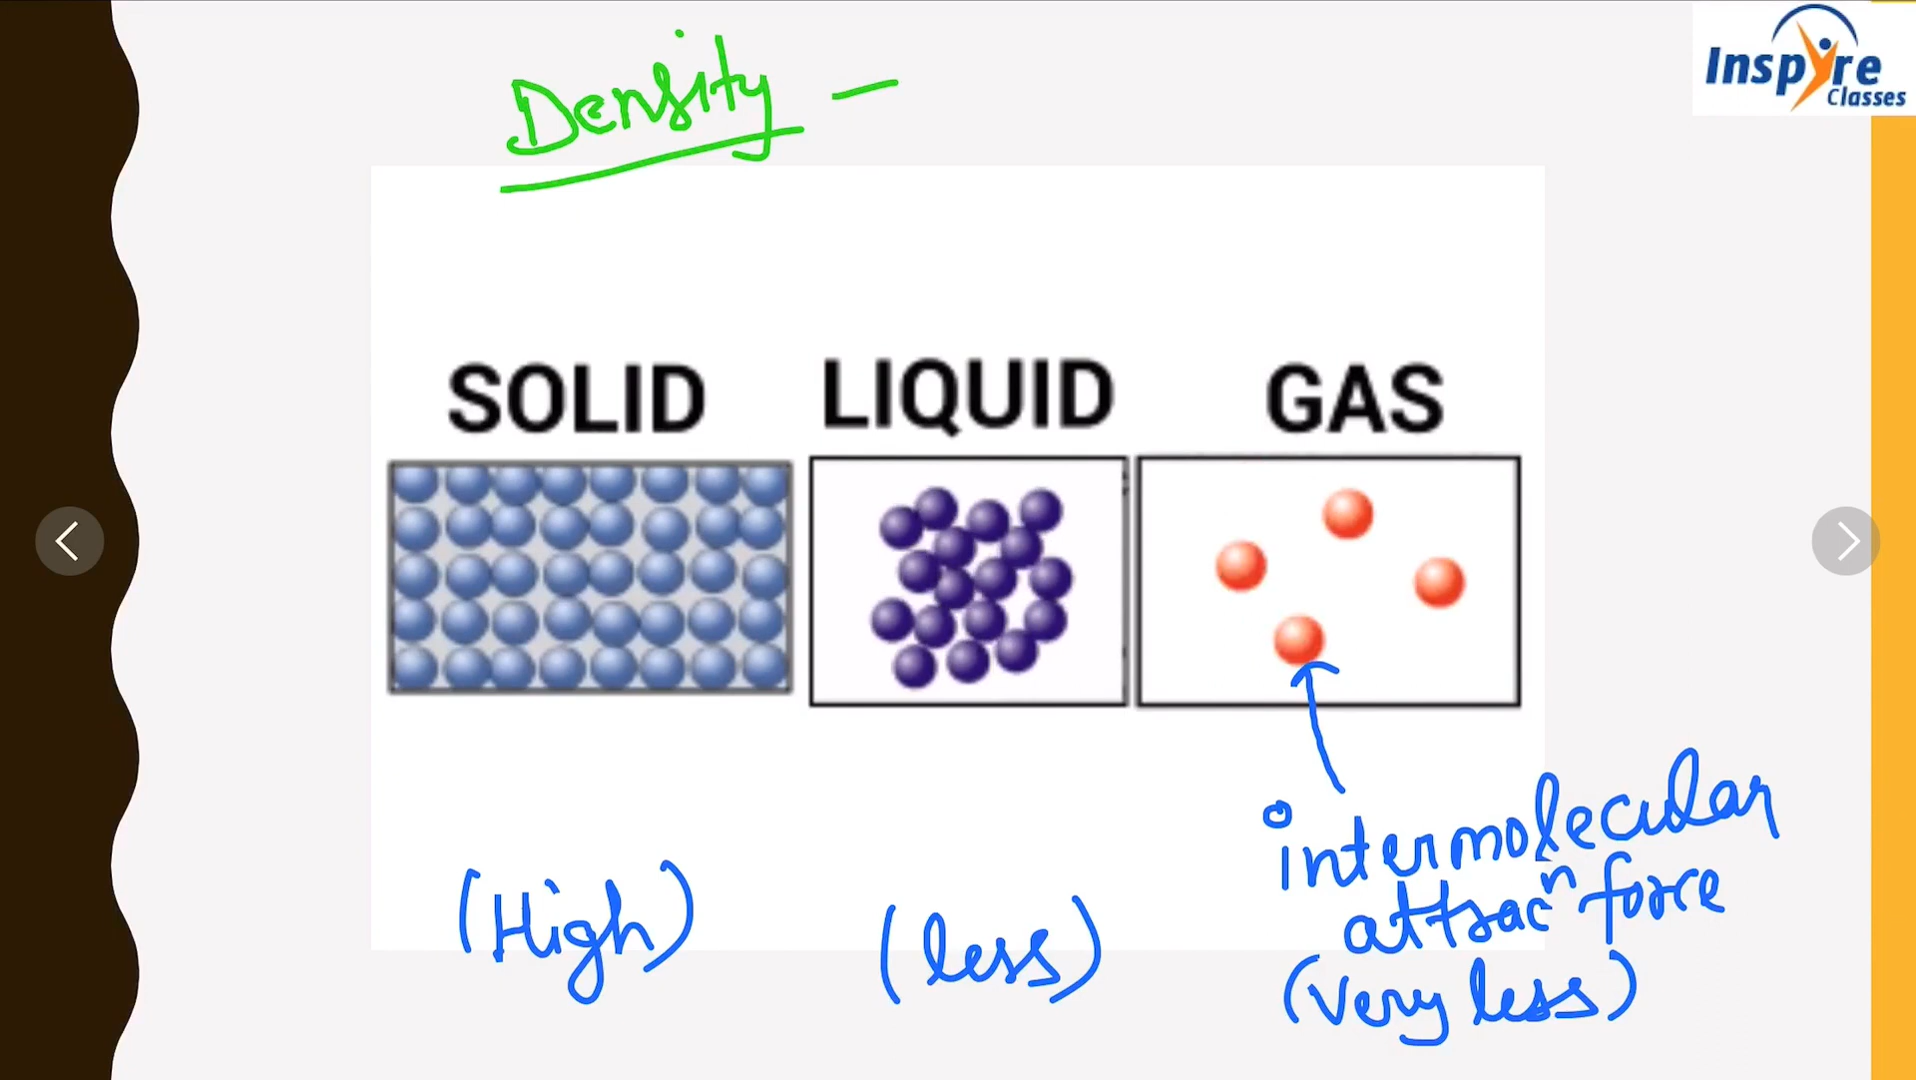 Density –
Inspyre
Classes
SOLID LIQUID GAS
intermolecular
attracⁿ force
(High) (less) (very less)